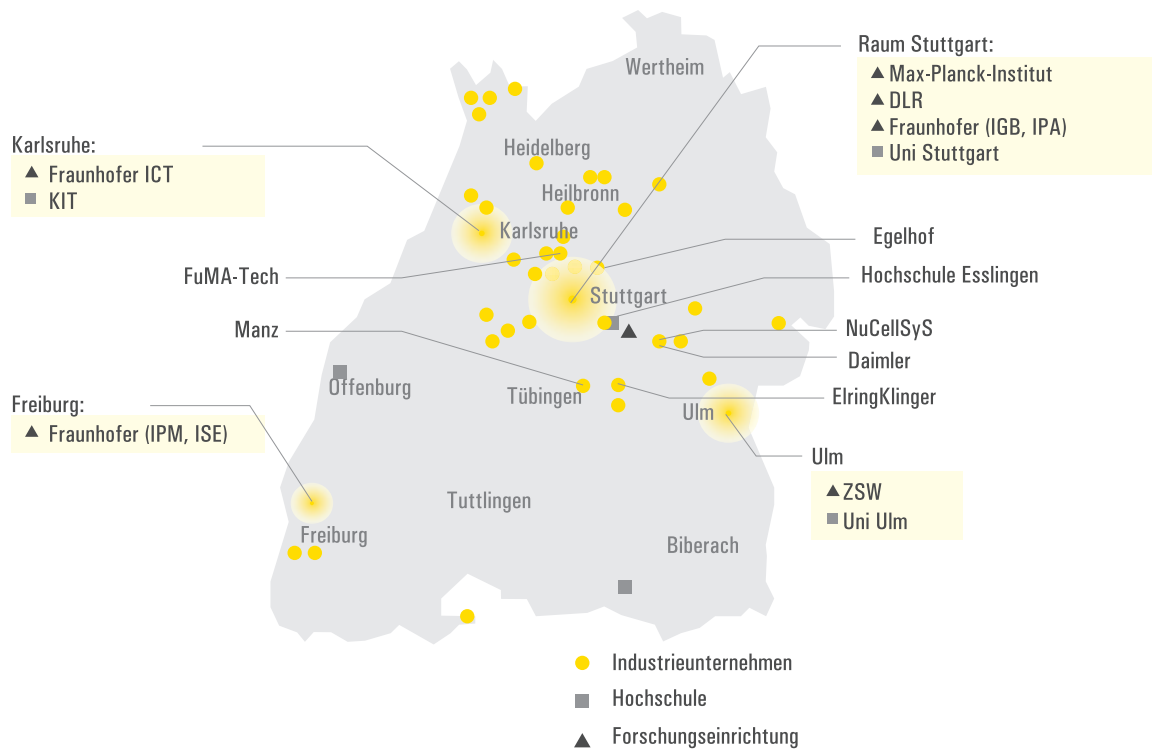 Wertheim
Raum Stuttgart:
Max-Planck-Institut
DLR
Fraunhofer (IGB, IPA)
Uni Stuttgart
Karlsruhe:
Fraunhofer ICT
KIT
Heidelberg
Heilbronn
Karlsruhe
Egelhof
FuMA-Tech
Hochschule Esslingen
Stuttgart
Manz
NuCellSyS
Daimler
Offenburg
Tübingen
ElringKlinger
Freiburg:
Fraunhofer (IPM, ISE)
Ulm
Ulm
ZSW
Uni Ulm
Tuttlingen
Freiburg
Biberach
Industrieunternehmen
Hochschule
Forschungseinrichtung